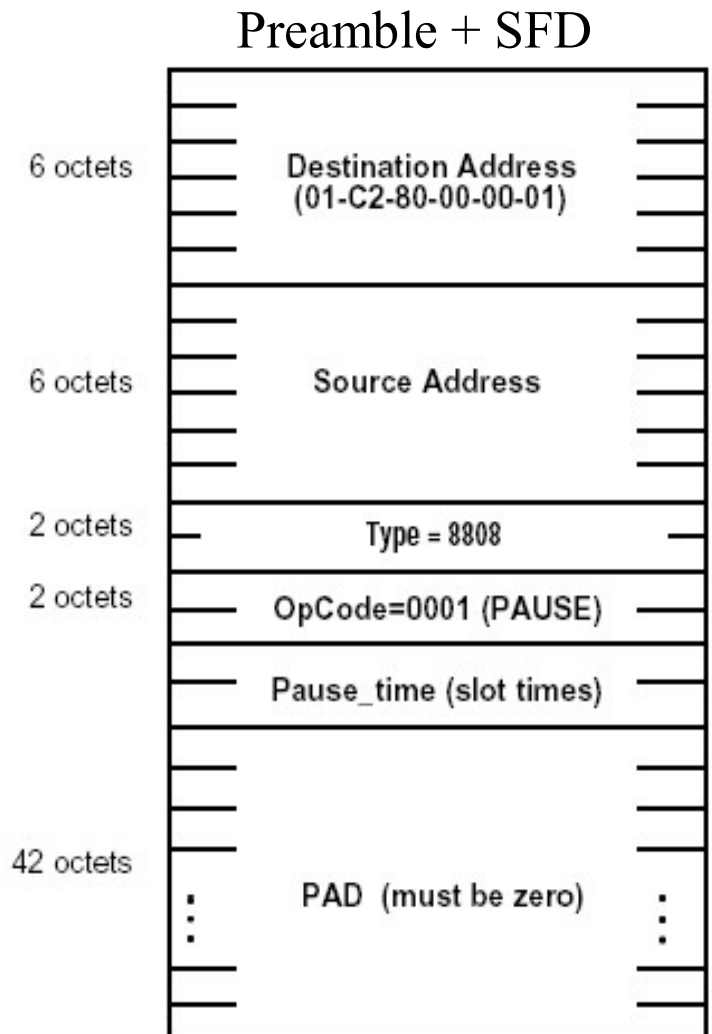 Preamble + SFD
6 octets
Destination Address
(01-C2-80-00-00-01)
6 octets
Source Address
2 octets
Type = 8808
2 octets
OpCode=0001 (PAUSE)
Pause_time (slot times)
42 octets
PAD (must be zero)